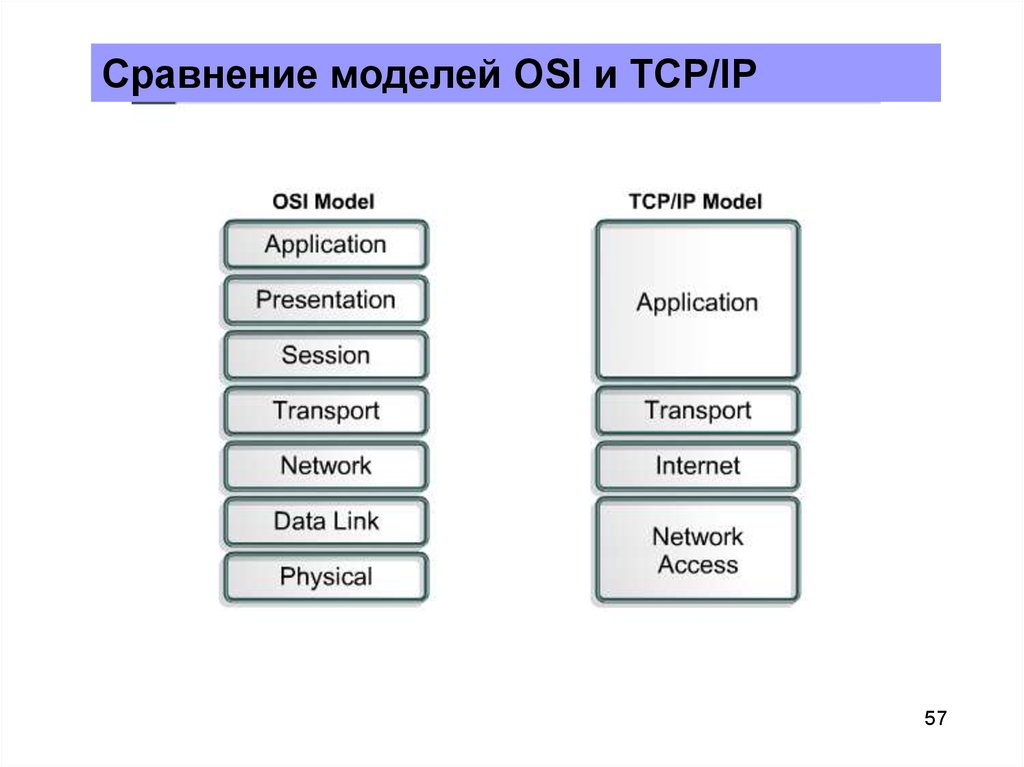 Сравнение моделей OSI и TCP/IP
OSI Model
Application
Presentation
Session
Transport
Network
Data Link
Physical
TCP/IP Model
Application
Transport
Internet
Network
Access
57